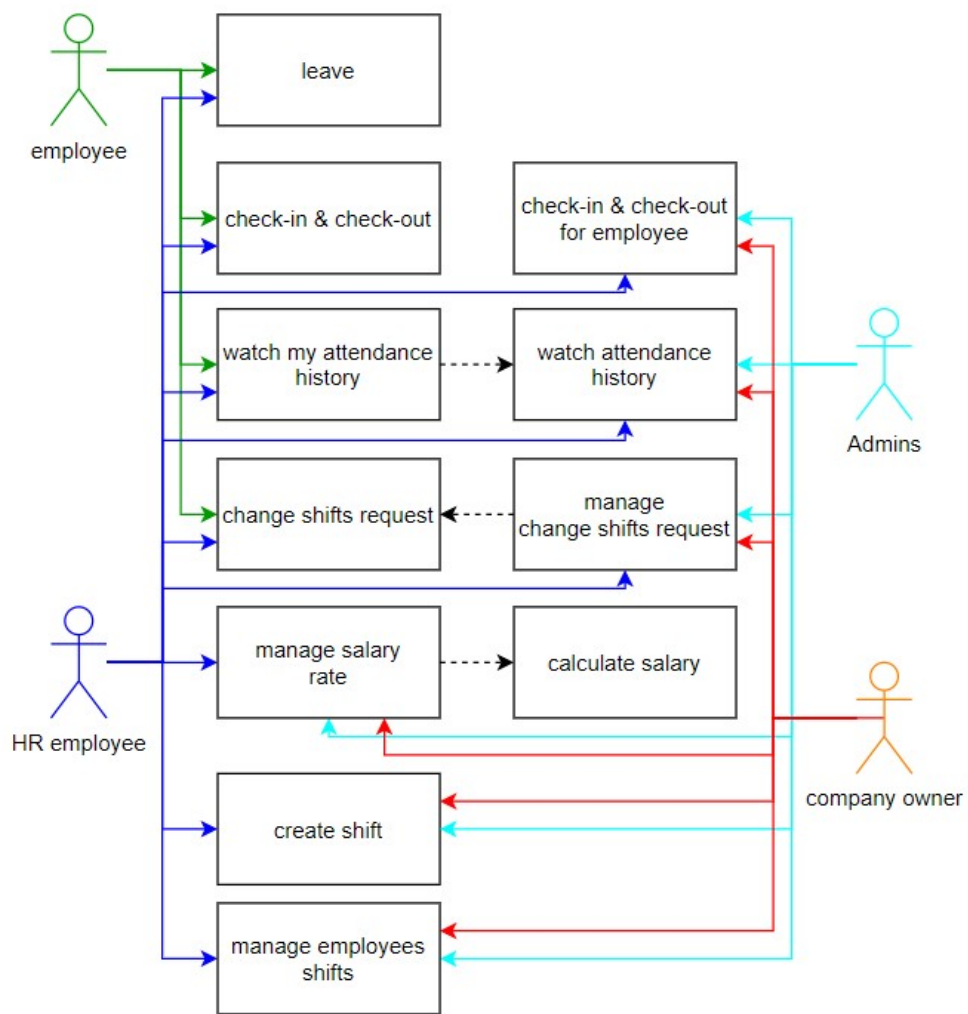 leave
employee
check-in & check-out
check-in & check-out
for employee
watch my attendance
history
watch attendance
history
Admins
change shifts request
manage
change shifts request
manage salary
rate
calculate salary
HR employee
company owner
create shift
manage employees
shifts